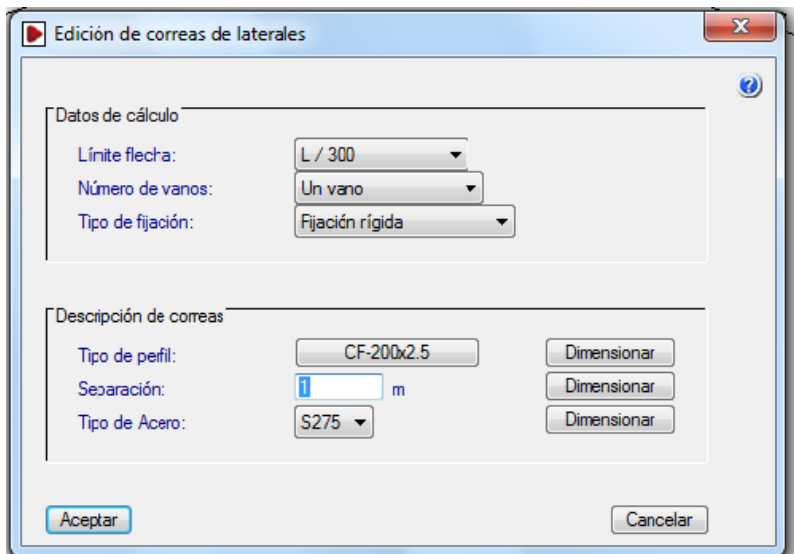 Edición de correas de laterales
Datos de cálculo
Límite flecha: L / 300
Número de vanos: Un vano
Tipo de fijación: Fijación rígida
Descripción de correas
Tipo de perfil: CF-200x2.5 Dimensionar
Separación: 1 m Dimensionar
Tipo de Acero: S275 Dimensionar
Aceptar Cancelar